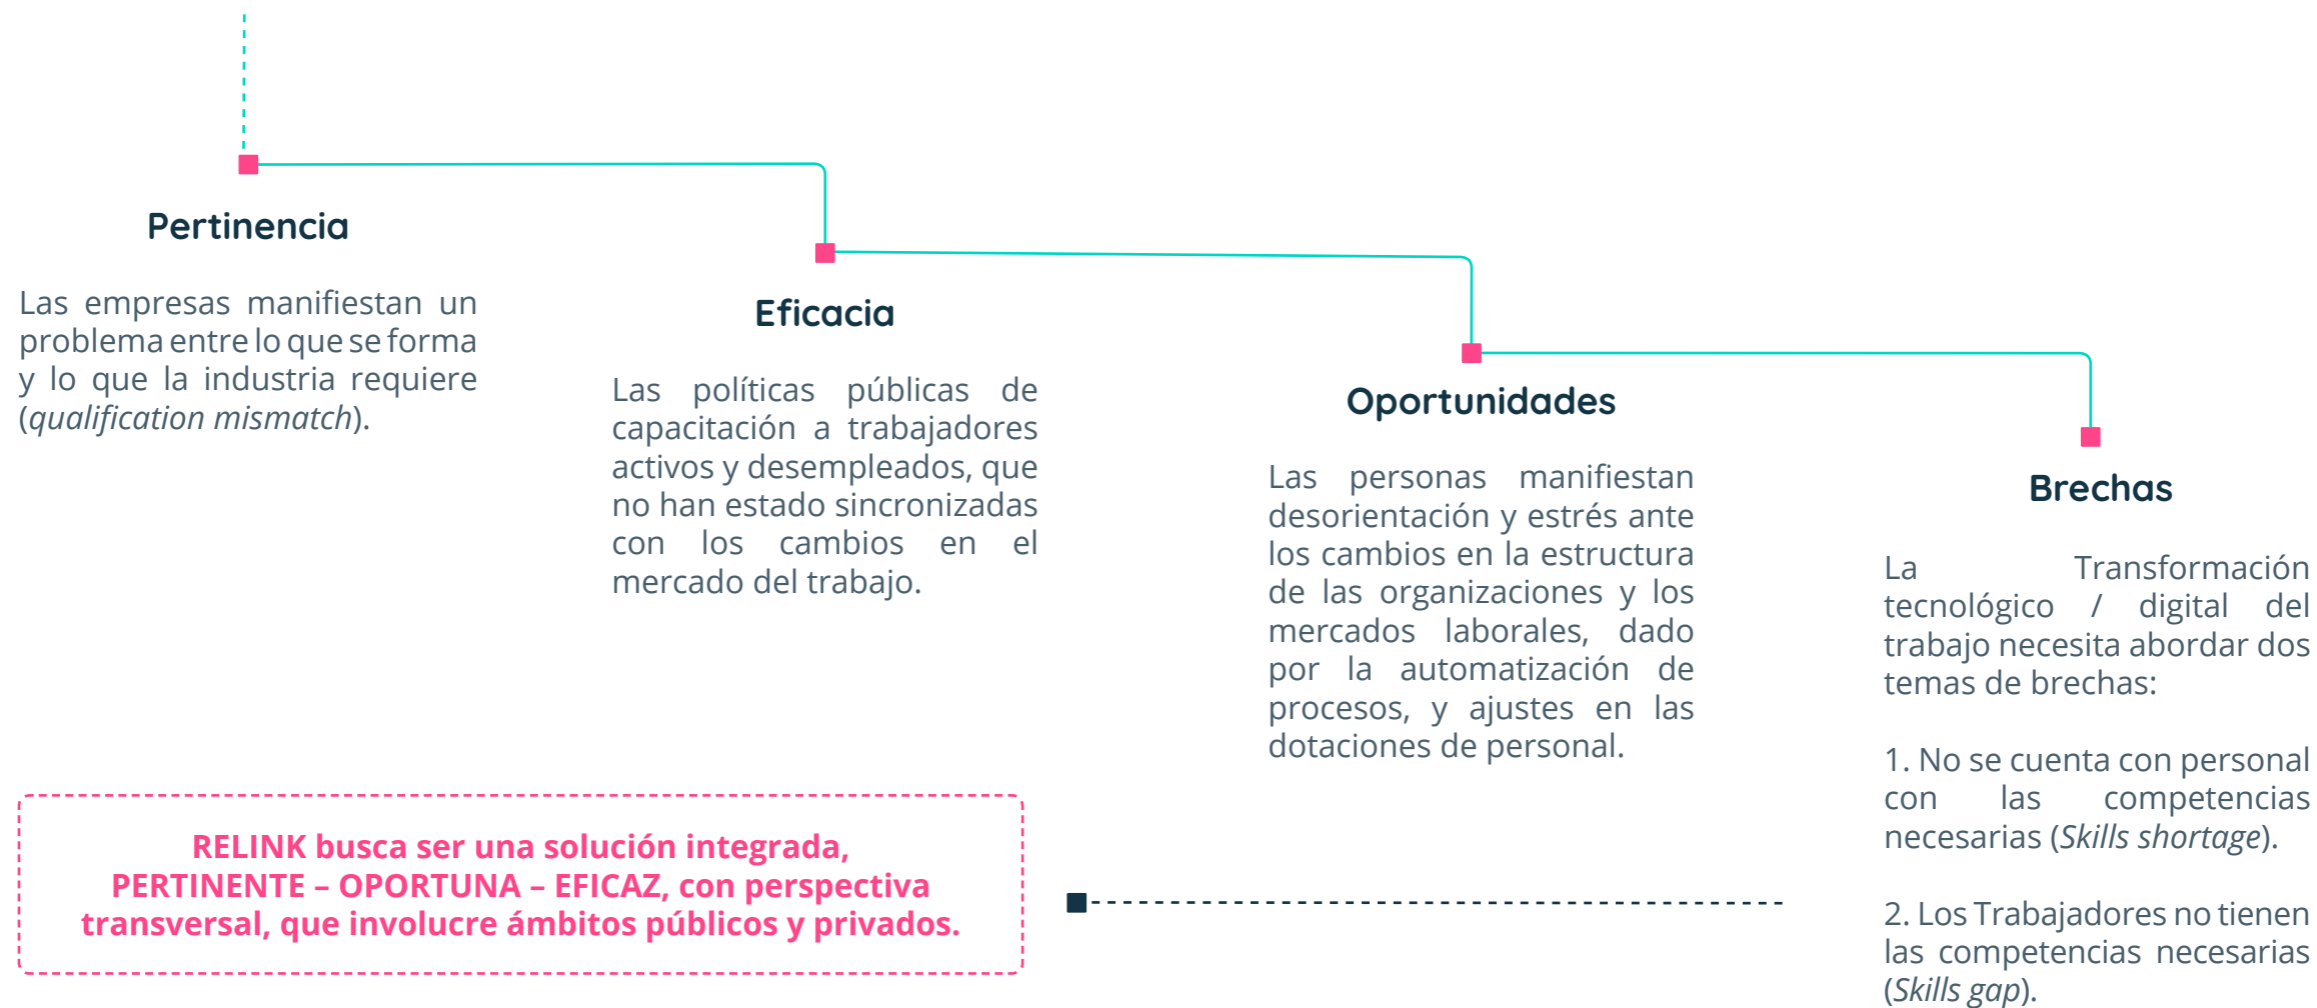 Pertinencia
Las empresas manifiestan un
problema entre lo que se forma
y lo que la industria requiere
(qualification mismatch).
Eficacia
Las políticas públicas de
capacitación a trabajadores
activos y desempleados, que
no han estado sincronizadas
con los cambios en el
mercado del trabajo.
Oportunidades
Las personas manifiestan
desorientación y estrés ante
los cambios en la estructura
de las organizaciones y los
mercados laborales, dado
por la automatización de
procesos, y ajustes en las
dotaciones de personal.
Brechas
La Transformación
tecnológico / digital del
trabajo necesita abordar dos
temas de brechas:
1. No se cuenta con personal
con las competencias
necesarias (Skills shortage).
2. Los Trabajadores no tienen
las competencias necesarias
(Skills gap).
RELINK busca ser una solución integrada,
PERTINENTE – OPORTUNA – EFICAZ, con perspectiva
transversal, que involucre ámbitos públicos y privados.